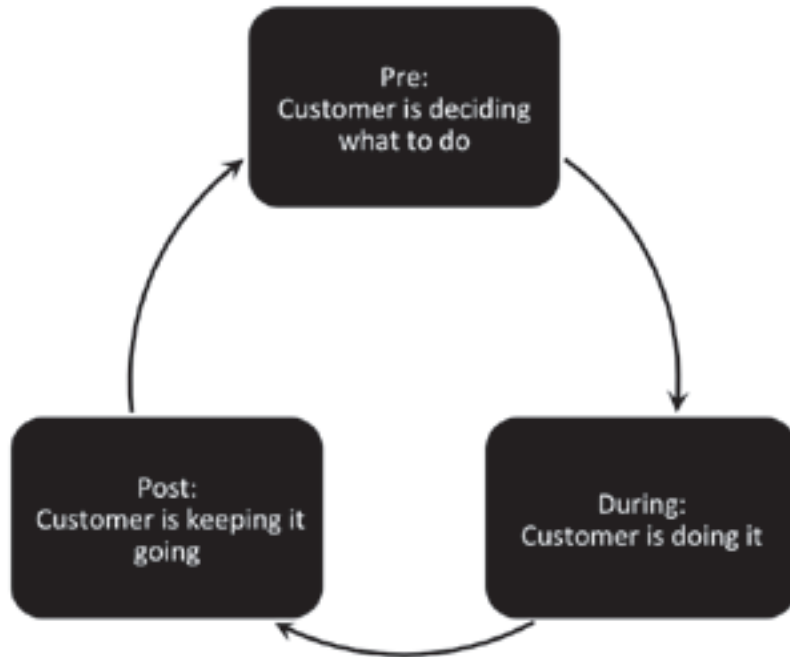 Pre:
Customer is deciding
what to do
Post:
Customer is keeping it
going
During:
Customer is doing it